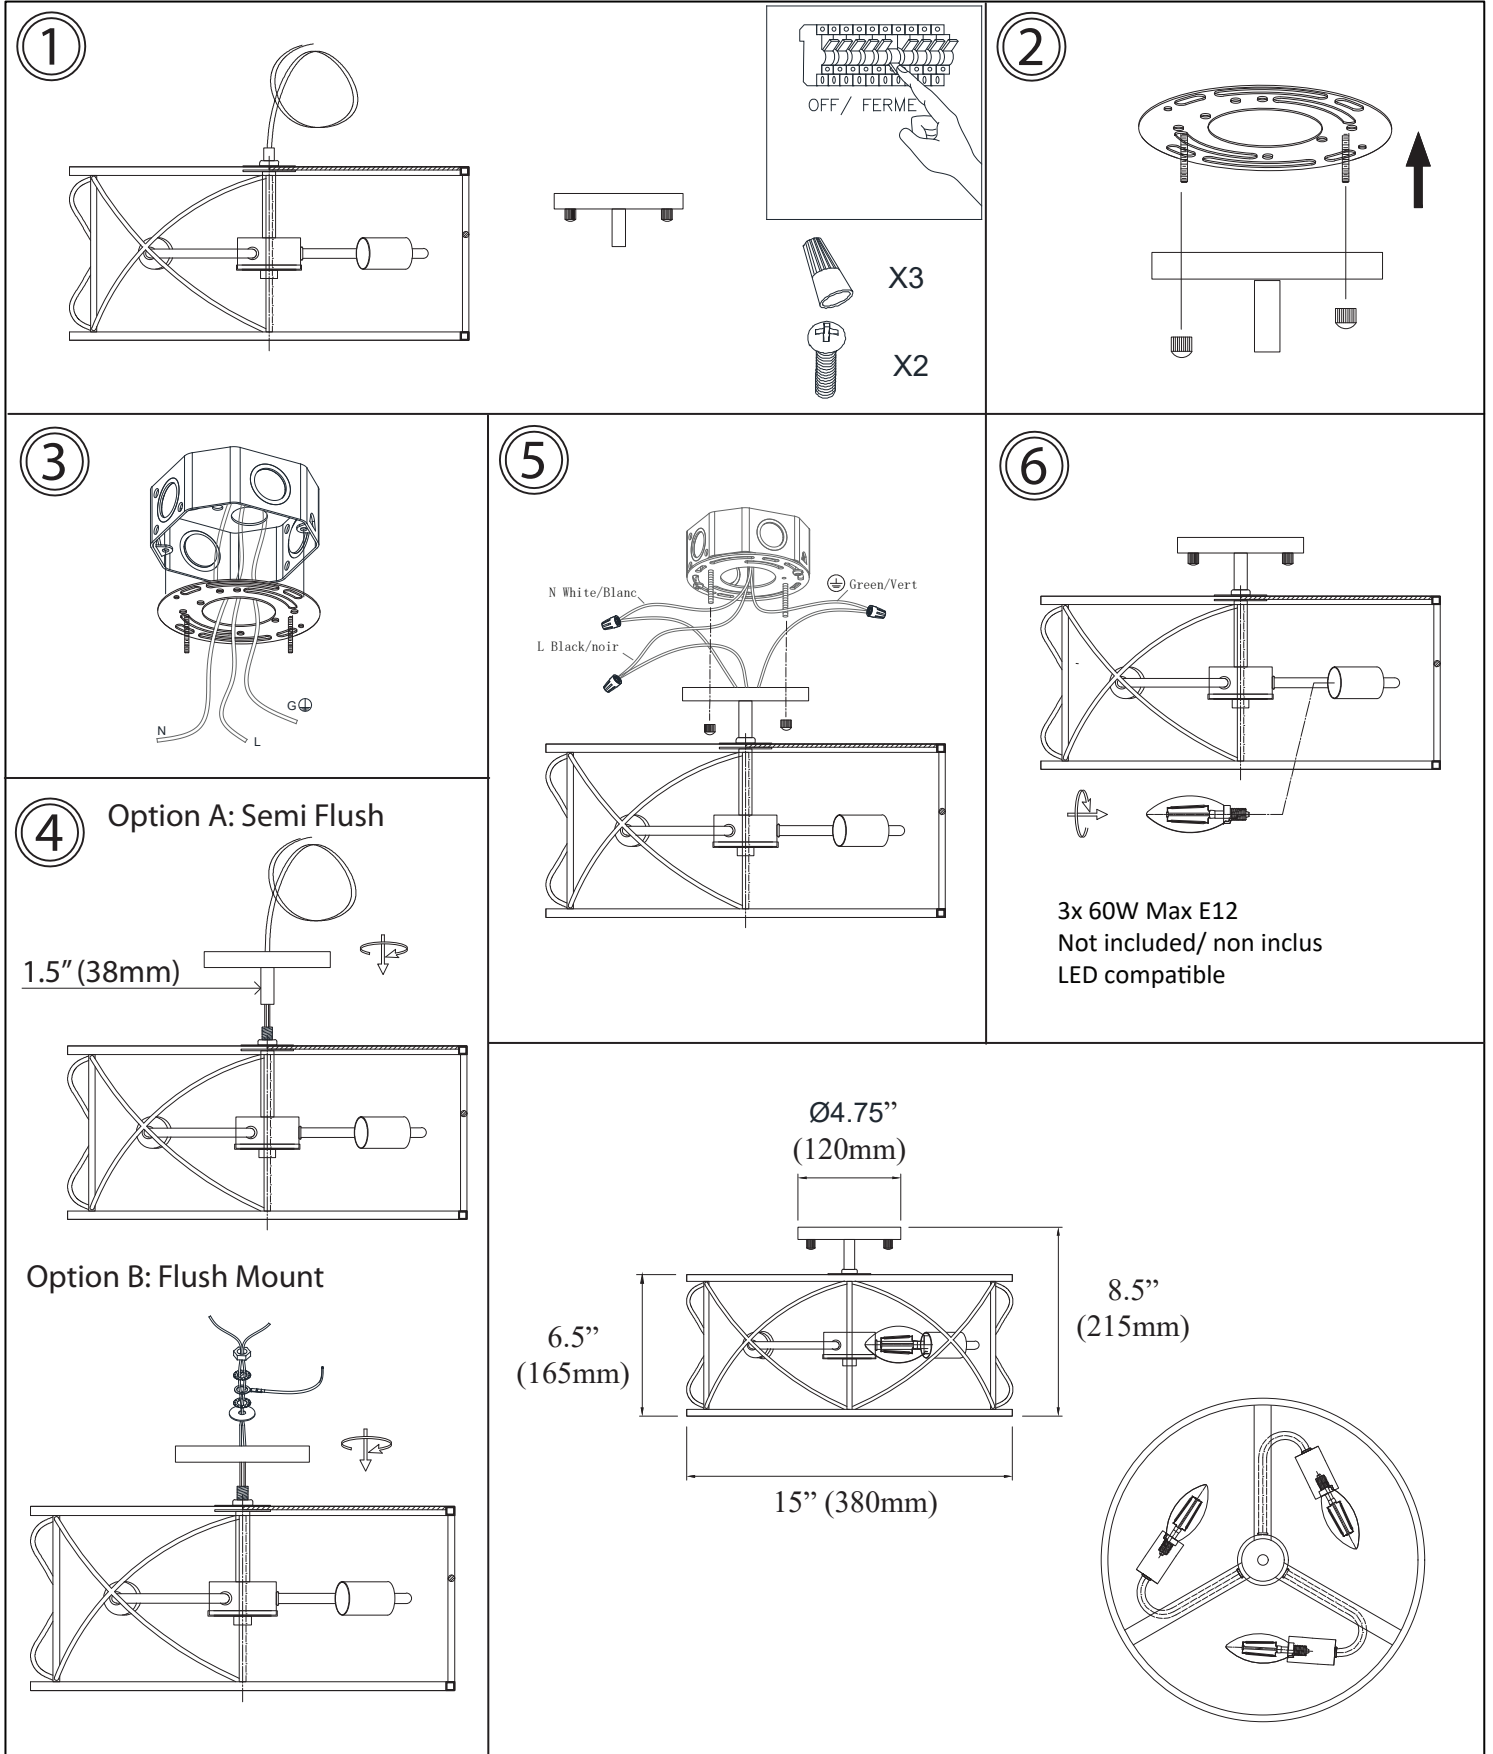 1
OFF/ FERME
X3
X2
2
3
N
L
G
4
Option A: Semi Flush
1.5” (38mm)
Option B: Flush Mount
5
N White/Blanc
Green/Vert
L Black/noir
6
3x 60W Max E12
Not included/ non inclus
LED compatible
Ø4.75”
(120mm)
8.5”
(215mm)
6.5”
(165mm)
15” (380mm)